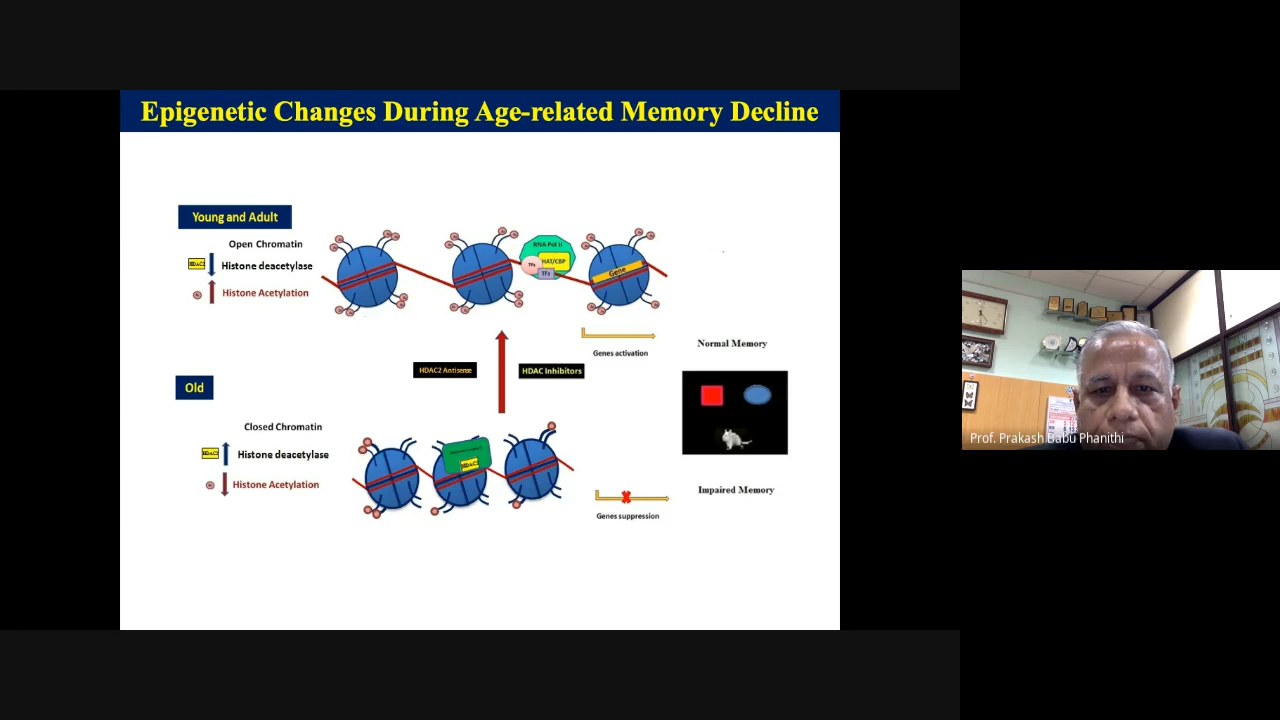 Epigenetic Changes During Age-related Memory Decline
Young and Adult
Open Chromatin
HDAC2
Histone deacetylase
Histone Acetylation
RNA Pol II
HAT/CBP
TFs
TFs
Gene
Genes activation
Normal Memory
HDAC2 Antisense
HDAC Inhibitors
Old
Closed Chromatin
HDAC2
Histone deacetylase
Histone Acetylation
HDAC2
Genes suppression
Impaired Memory
Prof. Prakash Babu Phanithi